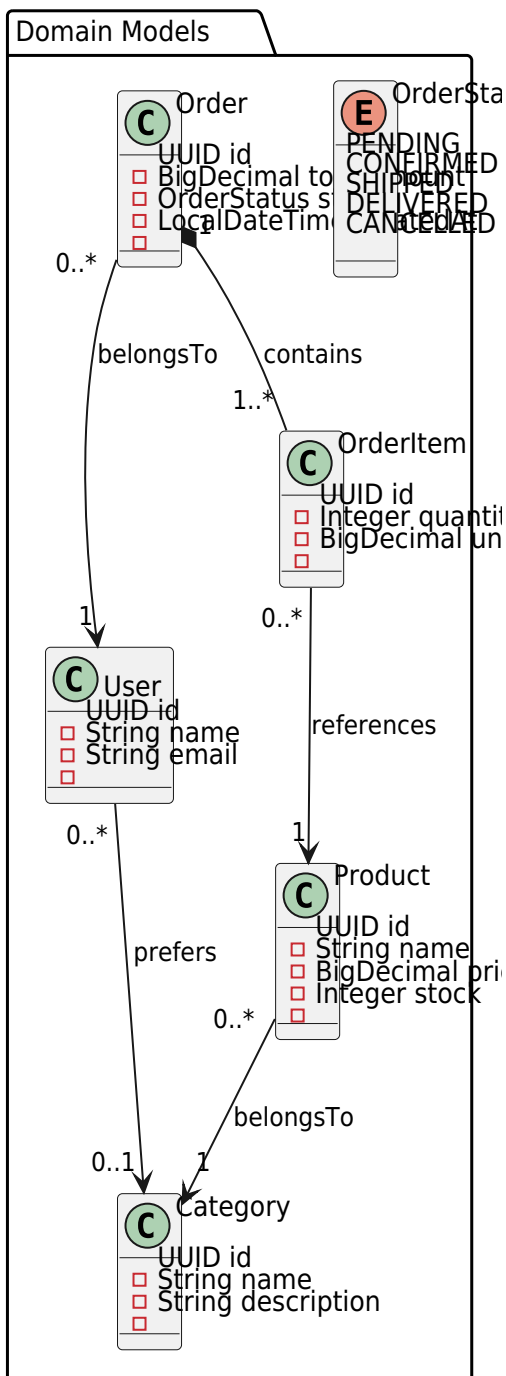 Domain Models
C Order
UUID id
BigDecimal to
OrderStatus st
LocalDateTim
E OrderSta
PENDING
CONFIRMED
SHIPPED
DELIVERED
CANCELLED
0..*
1
belongsTo
contains
1..*
C OrderItem
UUID id
Integer quantit
BigDecimal un
0..*
1
C User
UUID id
String name
String email
references
0..*
1
C Product
UUID id
String name
BigDecimal pri
Integer stock
prefers
0..*
belongsTo
0..1
1
C Category
UUID id
String name
String description